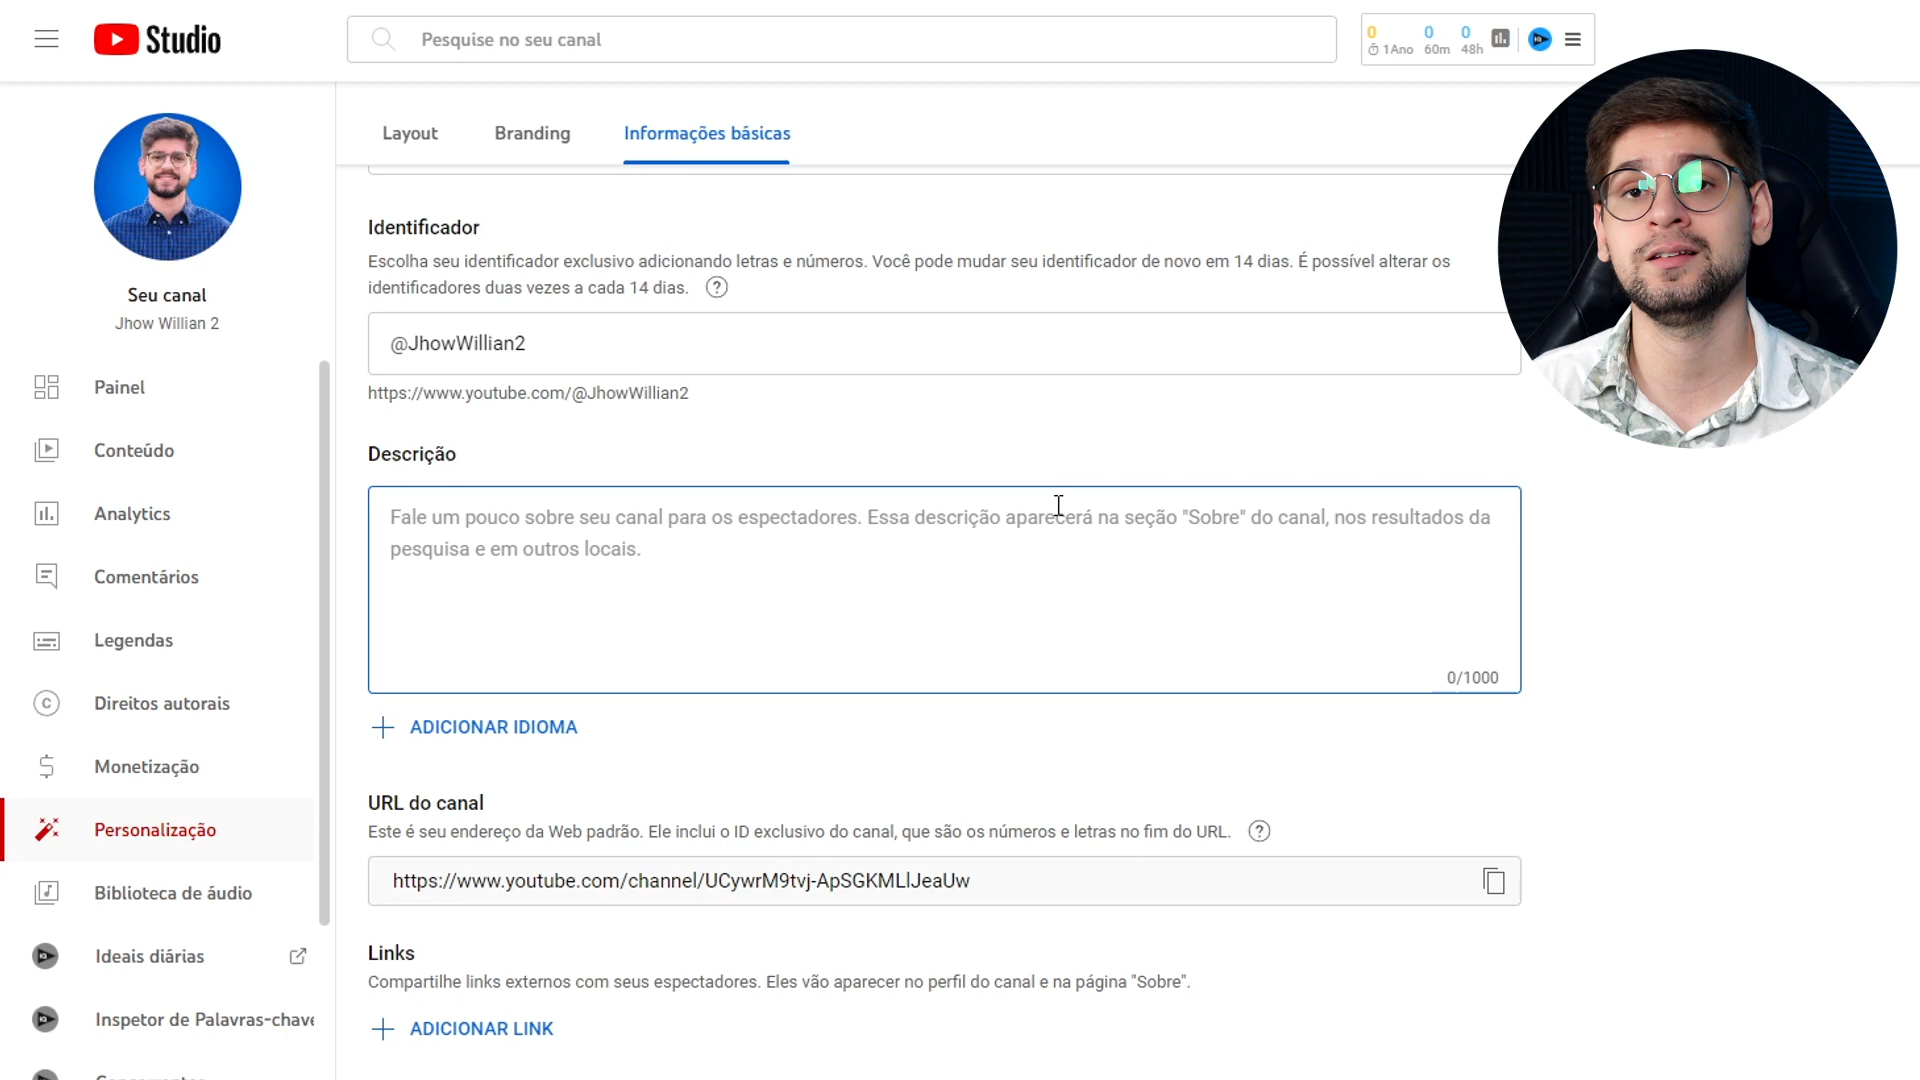 Studio
Pesquise no seu canal
0 0 0
1Ano 60m 48h
Layout
Branding
Informações básicas
Seu canal
Jhow Willian 2
Painel
Conteúdo
Analytics
Comentários
Legendas
Direitos autorais
Monetização
Personalização
Biblioteca de áudio
Ideais diárias
Inspetor de Palavras-chave
Identificador
Escolha seu identificador exclusivo adicionando letras e números. Você pode mudar seu identificador de novo em 14 dias. É possível alterar os
identificadores duas vezes a cada 14 dias.
@JhowWillian2
https://www.youtube.com/@JhowWillian2
Descrição
Fale um pouco sobre seu canal para os espectadores. Essa descrição aparecerá na seção "Sobre" do canal, nos resultados da
pesquisa e em outros locais.
0/1000
ADICIONAR IDIOMA
URL do canal
Este é seu endereço da Web padrão. Ele inclui o ID exclusivo do canal, que são os números e letras no fim do URL.
https://www.youtube.com/channel/UCywrM9tvj-ApSGKMLlJeaUw
Links
Compartilhe links externos com seus espectadores. Eles vão aparecer no perfil do canal e na página "Sobre".
ADICIONAR LINK